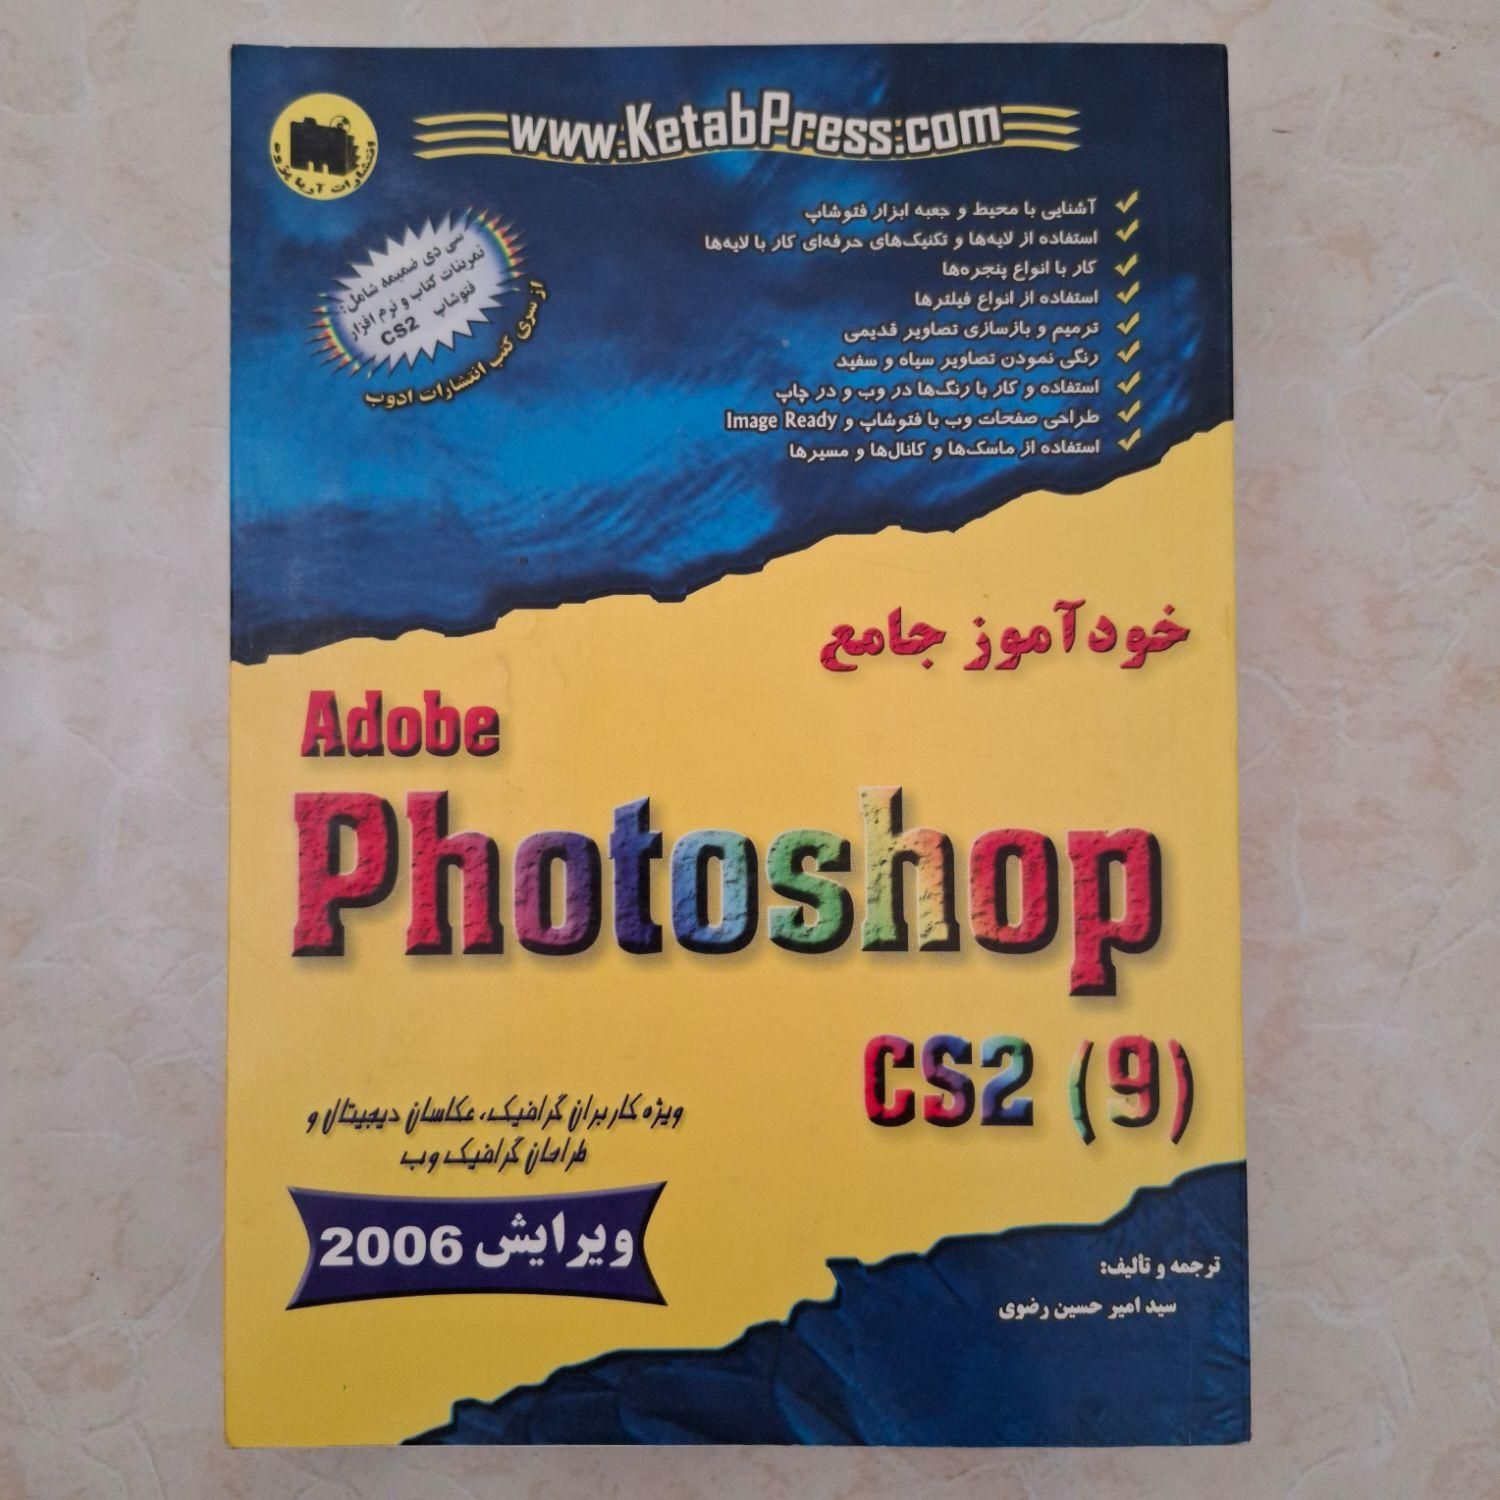 www.KetabPress.com
انتشارات آریا پژوه
آشنایی با محیط و جعبه ابزار فتوشاپ
استفاده از لایه‌ها و تکنیک‌های حرفه‌ای کار با لایه‌ها
کار با انواع پنجره‌ها
استفاده از انواع فیلترها
ترمیم و بازسازی تصاویر قدیمی
رنگی نمودن تصاویر سیاه و سفید
استفاده و کار با رنگ‌ها در وب و در چاپ
طراحی صفحات وب با فتوشاپ و Image Ready
استفاده از ماسک‌ها و کانال‌ها و مسیرها
سی دی ضمیمه شامل:
تمرینات کتاب و نرم افزار
فتوشاپ CS2
از سری کتب انتشارات ادوب
خودآموز جامع
Adobe
Photoshop
CS2 (9)
ویژه کاربران گرافیک، عکاسان دیجیتال و
طراحان گرافیک وب
ویرایش 2006
ترجمه و تألیف:
سید امیر حسین رضوی